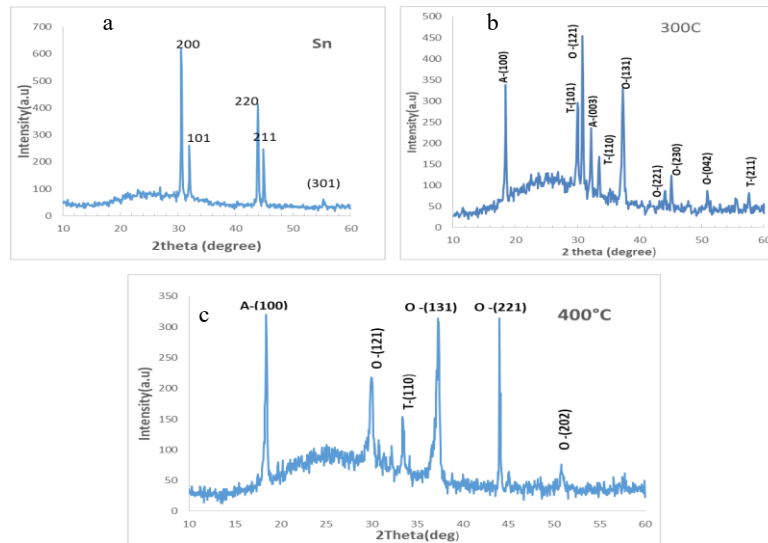 a
Sn
Intensity(a.u)
700
600
500
400
300
200
100
0
200
101
220
211
(301)
10 20 30 40 50 60
2theta (degree)
b
300C
Intensity(a.u)
500
450
400
350
300
250
200
150
100
50
0
A-(100)
T-(101)
O-(121)
A-(003)
T-(110)
O-(131)
O-(221)
O-(230)
O-(042)
T-(211)
10 20 30 40 50 60
2 theta (degree)
c
400°C
Intensity(a.u)
350
300
250
200
150
100
50
0
A-(100)
O -(121)
T-(110)
O -(131)
O -(221)
O -(202)
10 15 20 25 30 35 40 45 50 55 60
2Theta(deg)